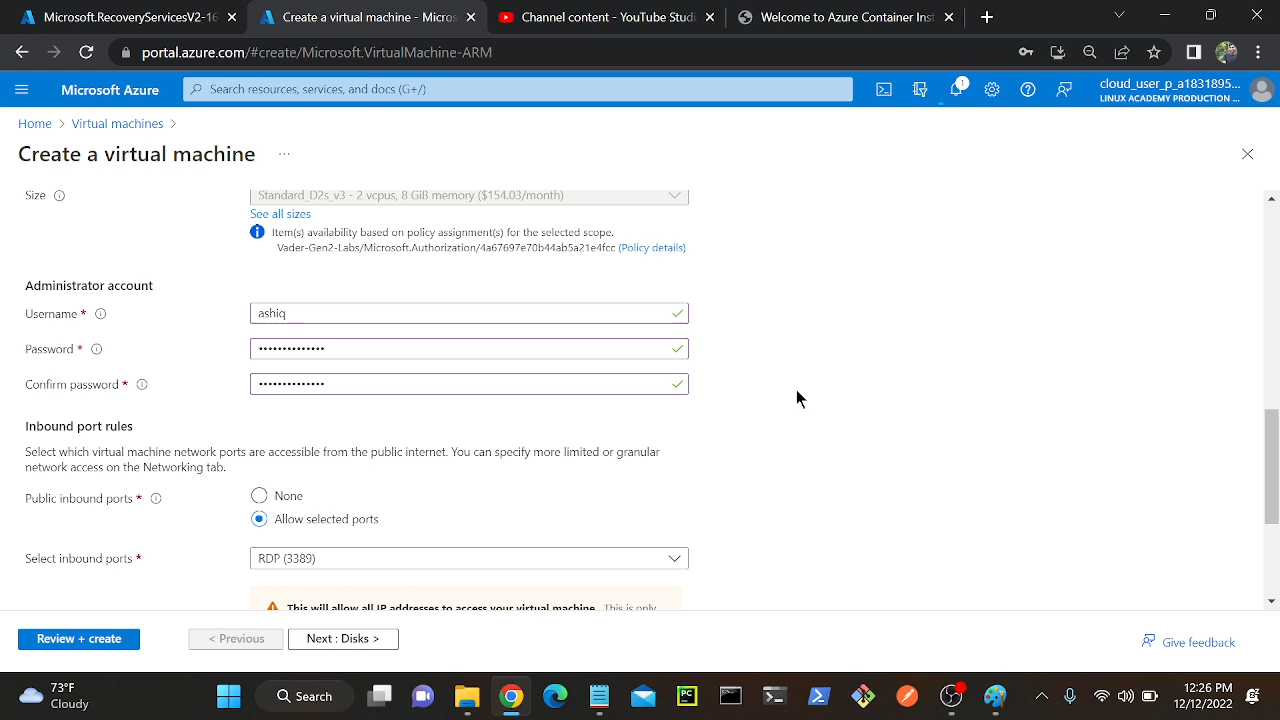 Microsoft.RecoveryServicesV2-16
Create a virtual machine - Micros
Channel content - YouTube Studi
Welcome to Azure Container Inst
portal.azure.com/#create/Microsoft.VirtualMachine-ARM
Microsoft Azure
Search resources, services, and docs (G+/)
1
cloud_user_p_a1831895...
LINUX ACADEMY PRODUCTION ...
Home > Virtual machines >
Create a virtual machine ...
Size
Standard_D2s_v3 - 2 vcpus, 8 GiB memory ($154.03/month)
See all sizes
Item(s) availability based on policy assignment(s) for the selected scope.
Vader-Gen2-Labs/Microsoft.Authorization/4a67697e70b44ab5a21e4fcc (Policy details)
Administrator account
Username *
ashiq
Password *
••••••••••••••
Confirm password *
••••••••••••••
Inbound port rules
Select which virtual machine network ports are accessible from the public internet. You can specify more limited or granular
network access on the Networking tab.
Public inbound ports *
None
Allow selected ports
Select inbound ports *
RDP (3389)
This will allow all IP addresses to access your virtual machine. This is only
Review + create
< Previous
Next : Disks >
Give feedback
73°F
Cloudy
Search
PC
12:26 PM
12/12/2022